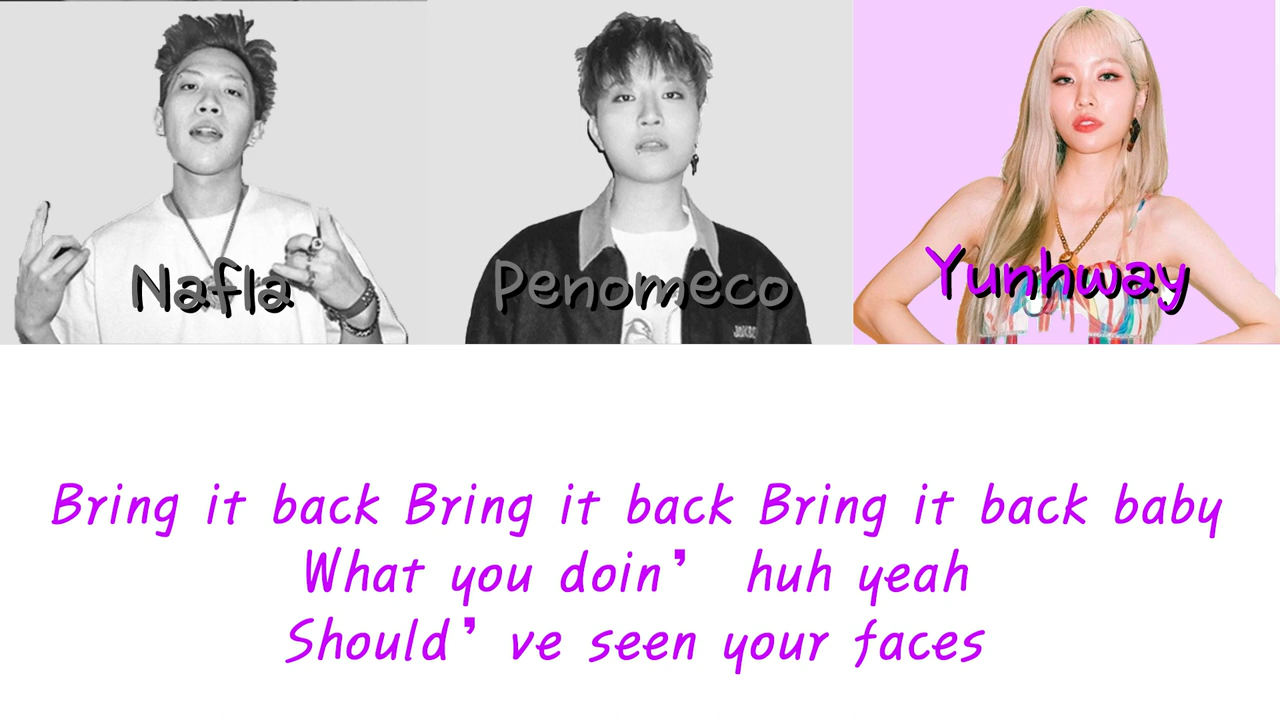 Nafla
Penomeco
Yunhway
Bring it back Bring it back Bring it back baby
What you doin’ huh yeah
Should’ve seen your faces